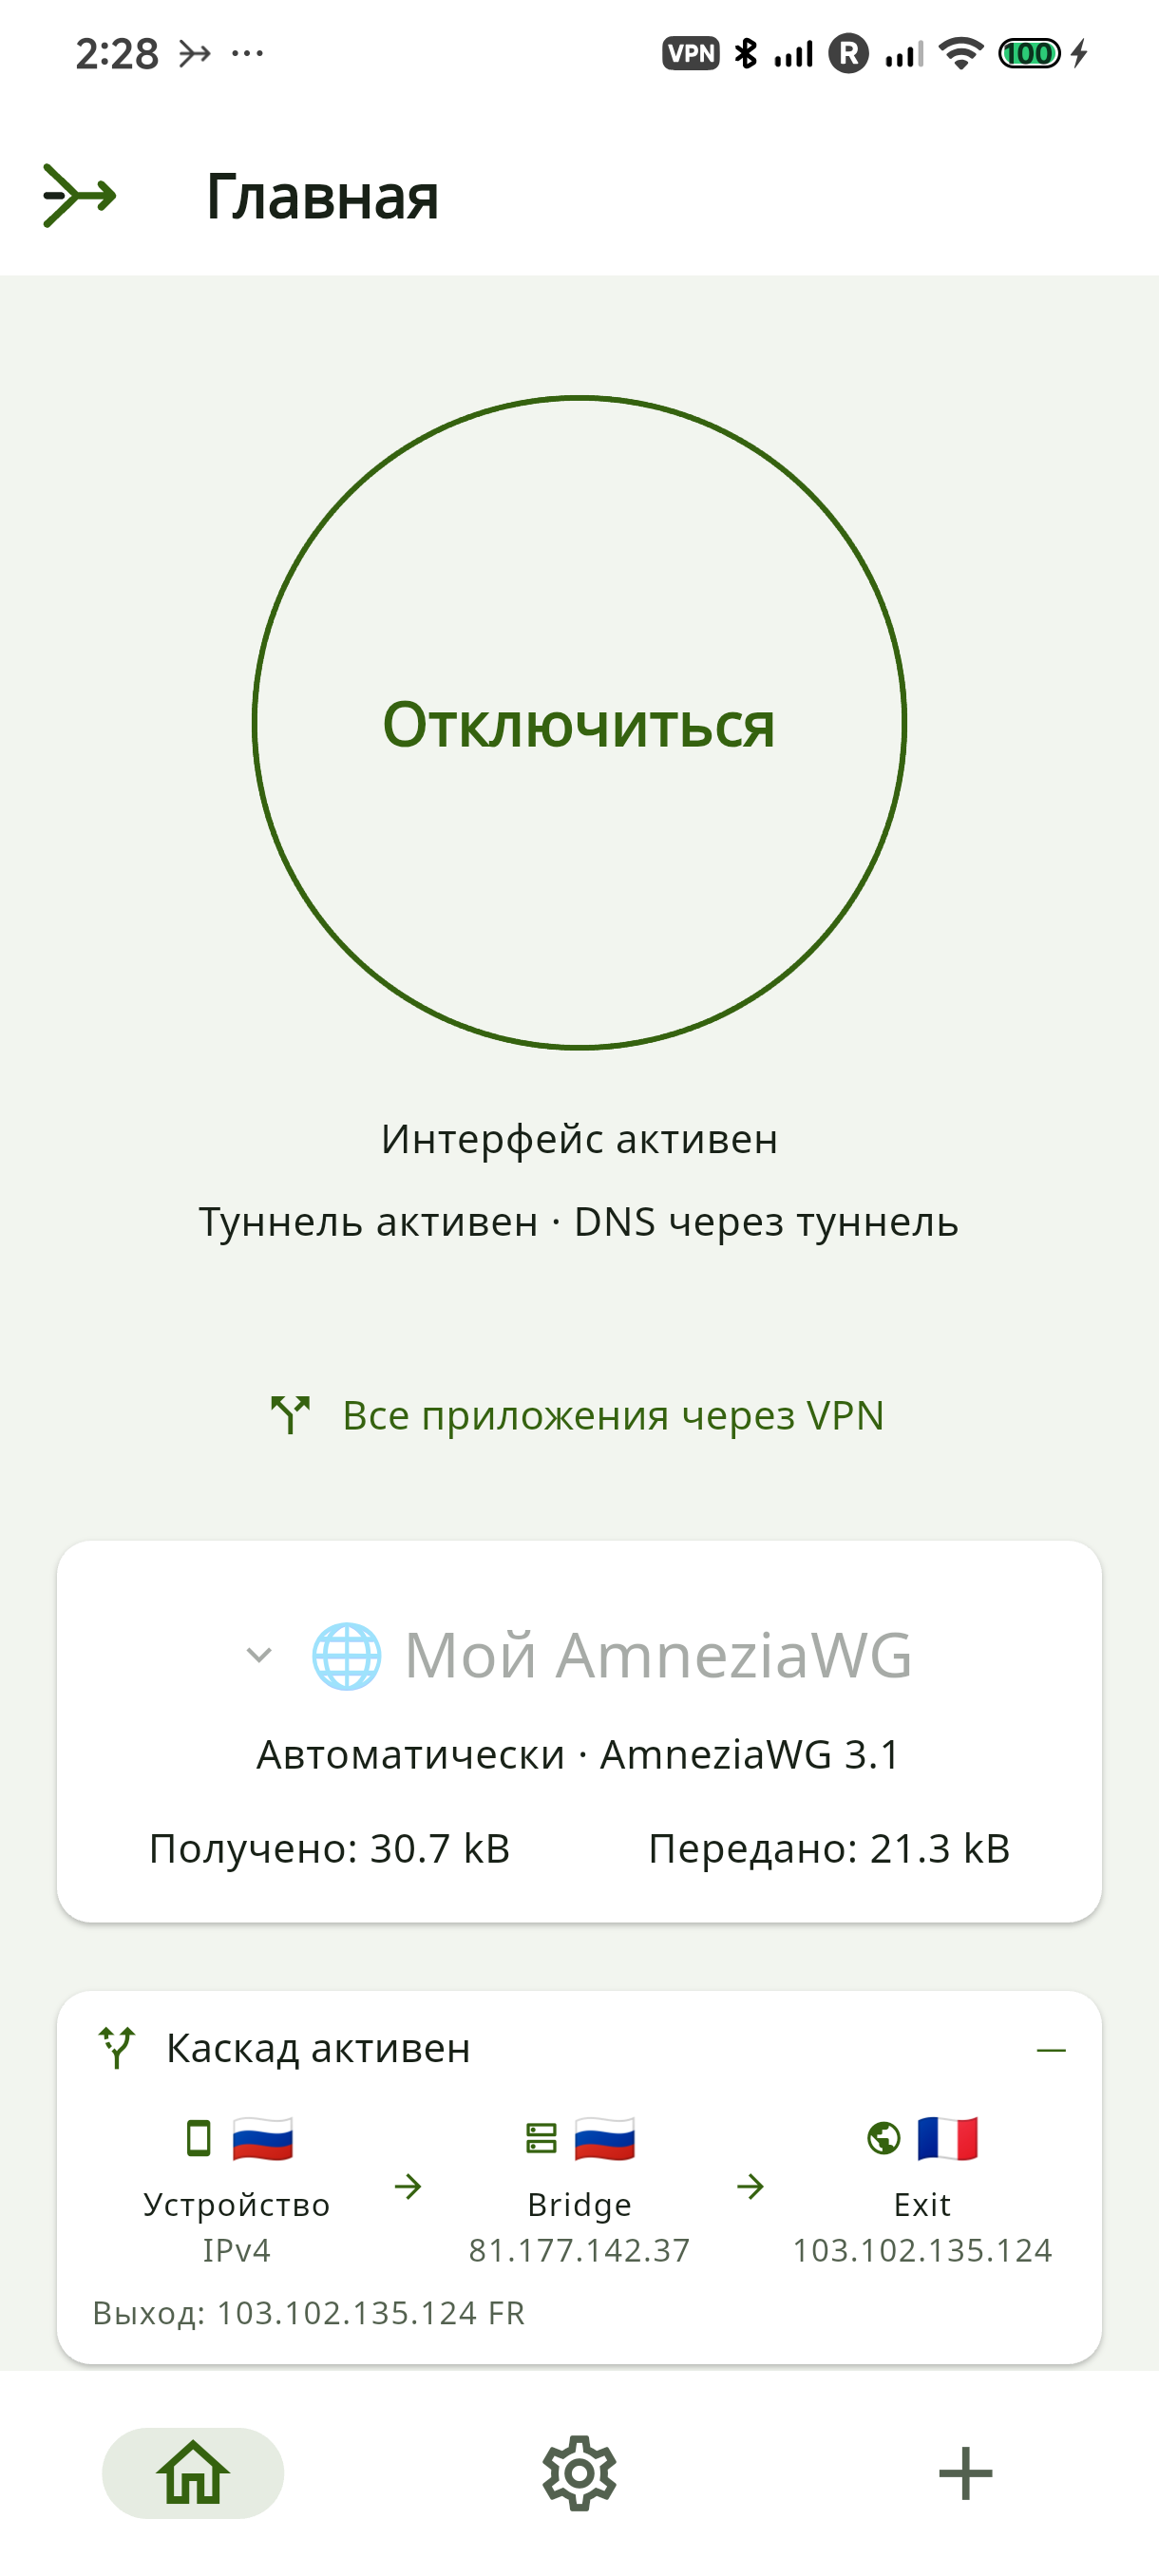 2:28 ... VPN R 100
Главная
Отключиться
Интерфейс активен
Туннель активен · DNS через туннель
Все приложения через VPN
Мой AmneziaWG
Автоматически · AmneziaWG 3.1
Получено: 30.7 kB Передано: 21.3 kB
Каскад активен
Устройство Bridge Exit
IPv4 81.177.142.37 103.102.135.124
Выход: 103.102.135.124 FR